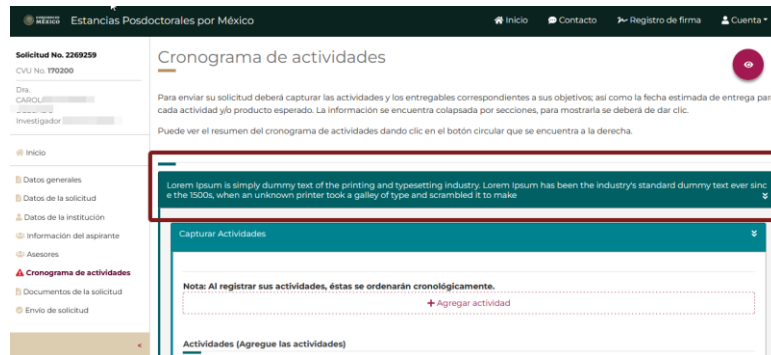 GOBIERNO DE
MÉXICO Estancias Posdoctorales por México Inicio Contacto Registro de firma Cuenta
Solicitud No. 2269259
CVU No. 170200
Dra.
CAROL
Investigador
Inicio
Datos generales
Datos de la solicitud
Datos de la institución
Información del aspirante
Asesores
Cronograma de actividades
Documentos de la solicitud
Envío de solicitud
<
Cronograma de actividades
Para enviar su solicitud deberá capturar las actividades y los entregables correspondientes a sus objetivos; así como la fecha estimada de entrega par
cada actividad y/o producto esperado. La información se encuentra colapsada por secciones, para mostrarla se deberá de dar clic.
Puede ver el resumen del cronograma de actividades dando clic en el botón circular que se encuentra a la derecha.
Lorem Ipsum is simply dummy text of the printing and typesetting industry. Lorem Ipsum has been the industry's standard dummy text ever sinc
e the 1500s, when an unknown printer took a galley of type and scrambled it to make
Capturar Actividades
Nota: Al registrar sus actividades, éstas se ordenarán cronológicamente.
+ Agregar actividad
Actividades (Agregue las actividades)